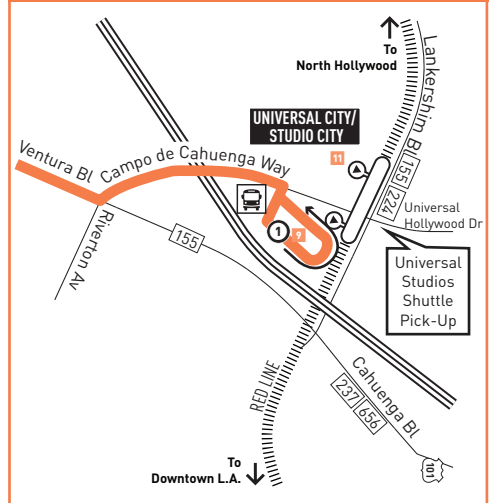 To
North Hollywood
Lankershim Bl
UNIVERSAL CITY/
STUDIO CITY
11
155
224
Ventura Bl
Campo de Cahuenga Way
Universal
Hollywood Dr
1
9
Riverton Av
155
Universal
Studios
Shuttle
Pick-Up
RED LINE
Cahuenga Bl
237
656
To
Downtown L.A.
101